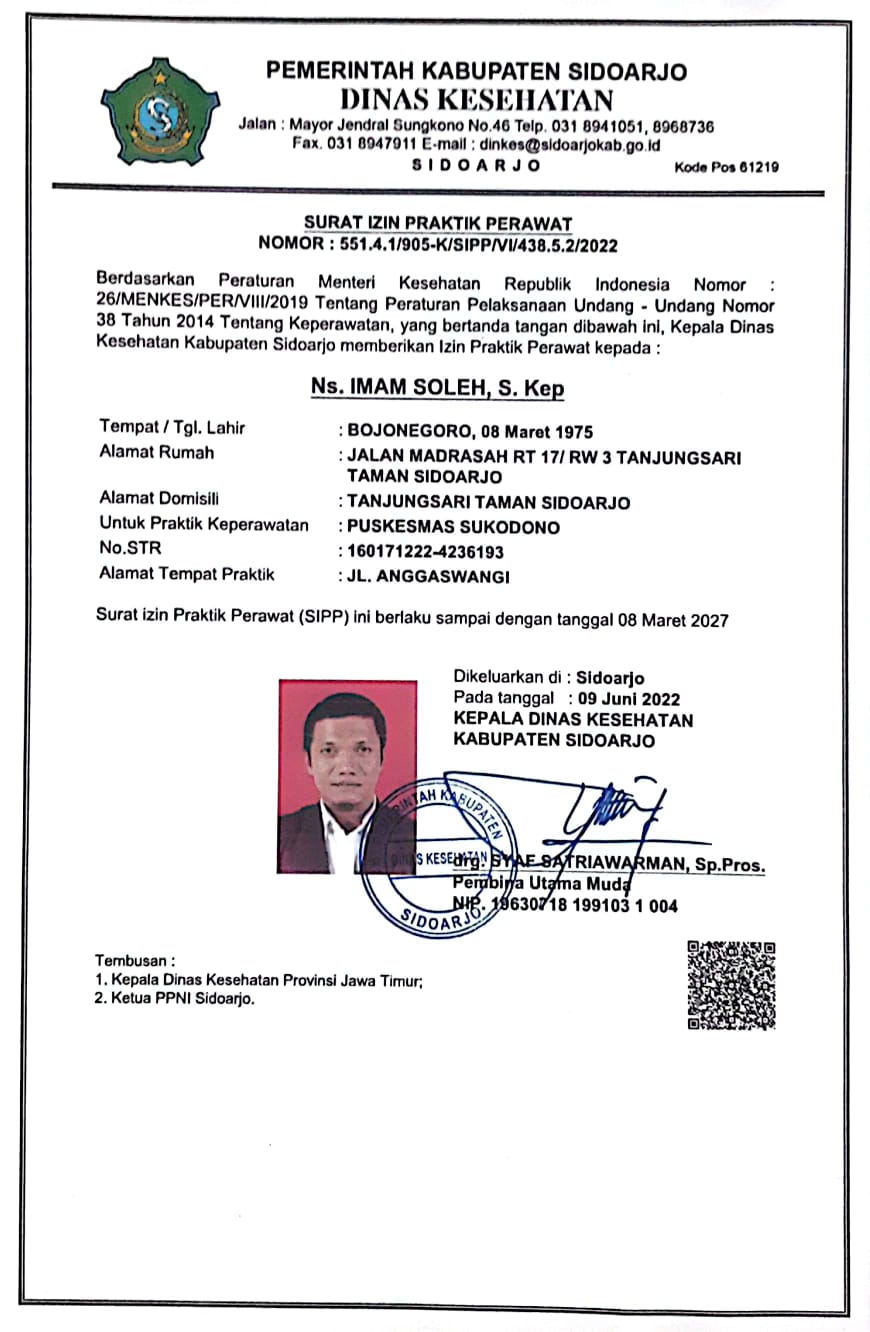 PEMERINTAH KABUPATEN SIDOARJO
DINAS KESEHATAN
Jalan : Mayor Jendral Sungkono No.46 Telp. 031 8941051, 8968736
Fax. 031 8947911 E-mail : dinkes@sidoarjokab.go.id
S I D O A R J O
Kode Pos 61219
SURAT IZIN PRAKTIK PERAWAT
NOMOR : 551.4.1/905-K/SIPP/VI/438.5.2/2022
Berdasarkan Peraturan Menteri Kesehatan Republik Indonesia Nomor :
26/MENKES/PER/VIII/2019 Tentang Peraturan Pelaksanaan Undang - Undang Nomor
38 Tahun 2014 Tentang Keperawatan, yang bertanda tangan dibawah ini, Kepala Dinas
Kesehatan Kabupaten Sidoarjo memberikan Izin Praktik Perawat kepada :
Ns. IMAM SOLEH, S. Kep
Tempat / Tgl. Lahir : BOJONEGORO, 08 Maret 1975
Alamat Rumah : JALAN MADRASAH RT 17/ RW 3 TANJUNGSARI
TAMAN SIDOARJO
Alamat Domisili : TANJUNGSARI TAMAN SIDOARJO
Untuk Praktik Keperawatan : PUSKESMAS SUKODONO
No.STR : 160171222-4236193
Alamat Tempat Praktik : JL. ANGGASWANGI
Surat izin Praktik Perawat (SIPP) ini berlaku sampai dengan tanggal 08 Maret 2027
Dikeluarkan di : Sidoarjo
Pada tanggal : 09 Juni 2022
KEPALA DINAS KESEHATAN
KABUPATEN SIDOARJO
drg. SYAF SATRIAWARMAN, Sp.Pros.
Pembina Utama Muda
NIP. 19630718 199103 1 004
KABUPATEN
DINAS KESEHATAN
SIDOARJO
Tembusan :
1. Kepala Dinas Kesehatan Provinsi Jawa Timur;
2. Ketua PPNI Sidoarjo.